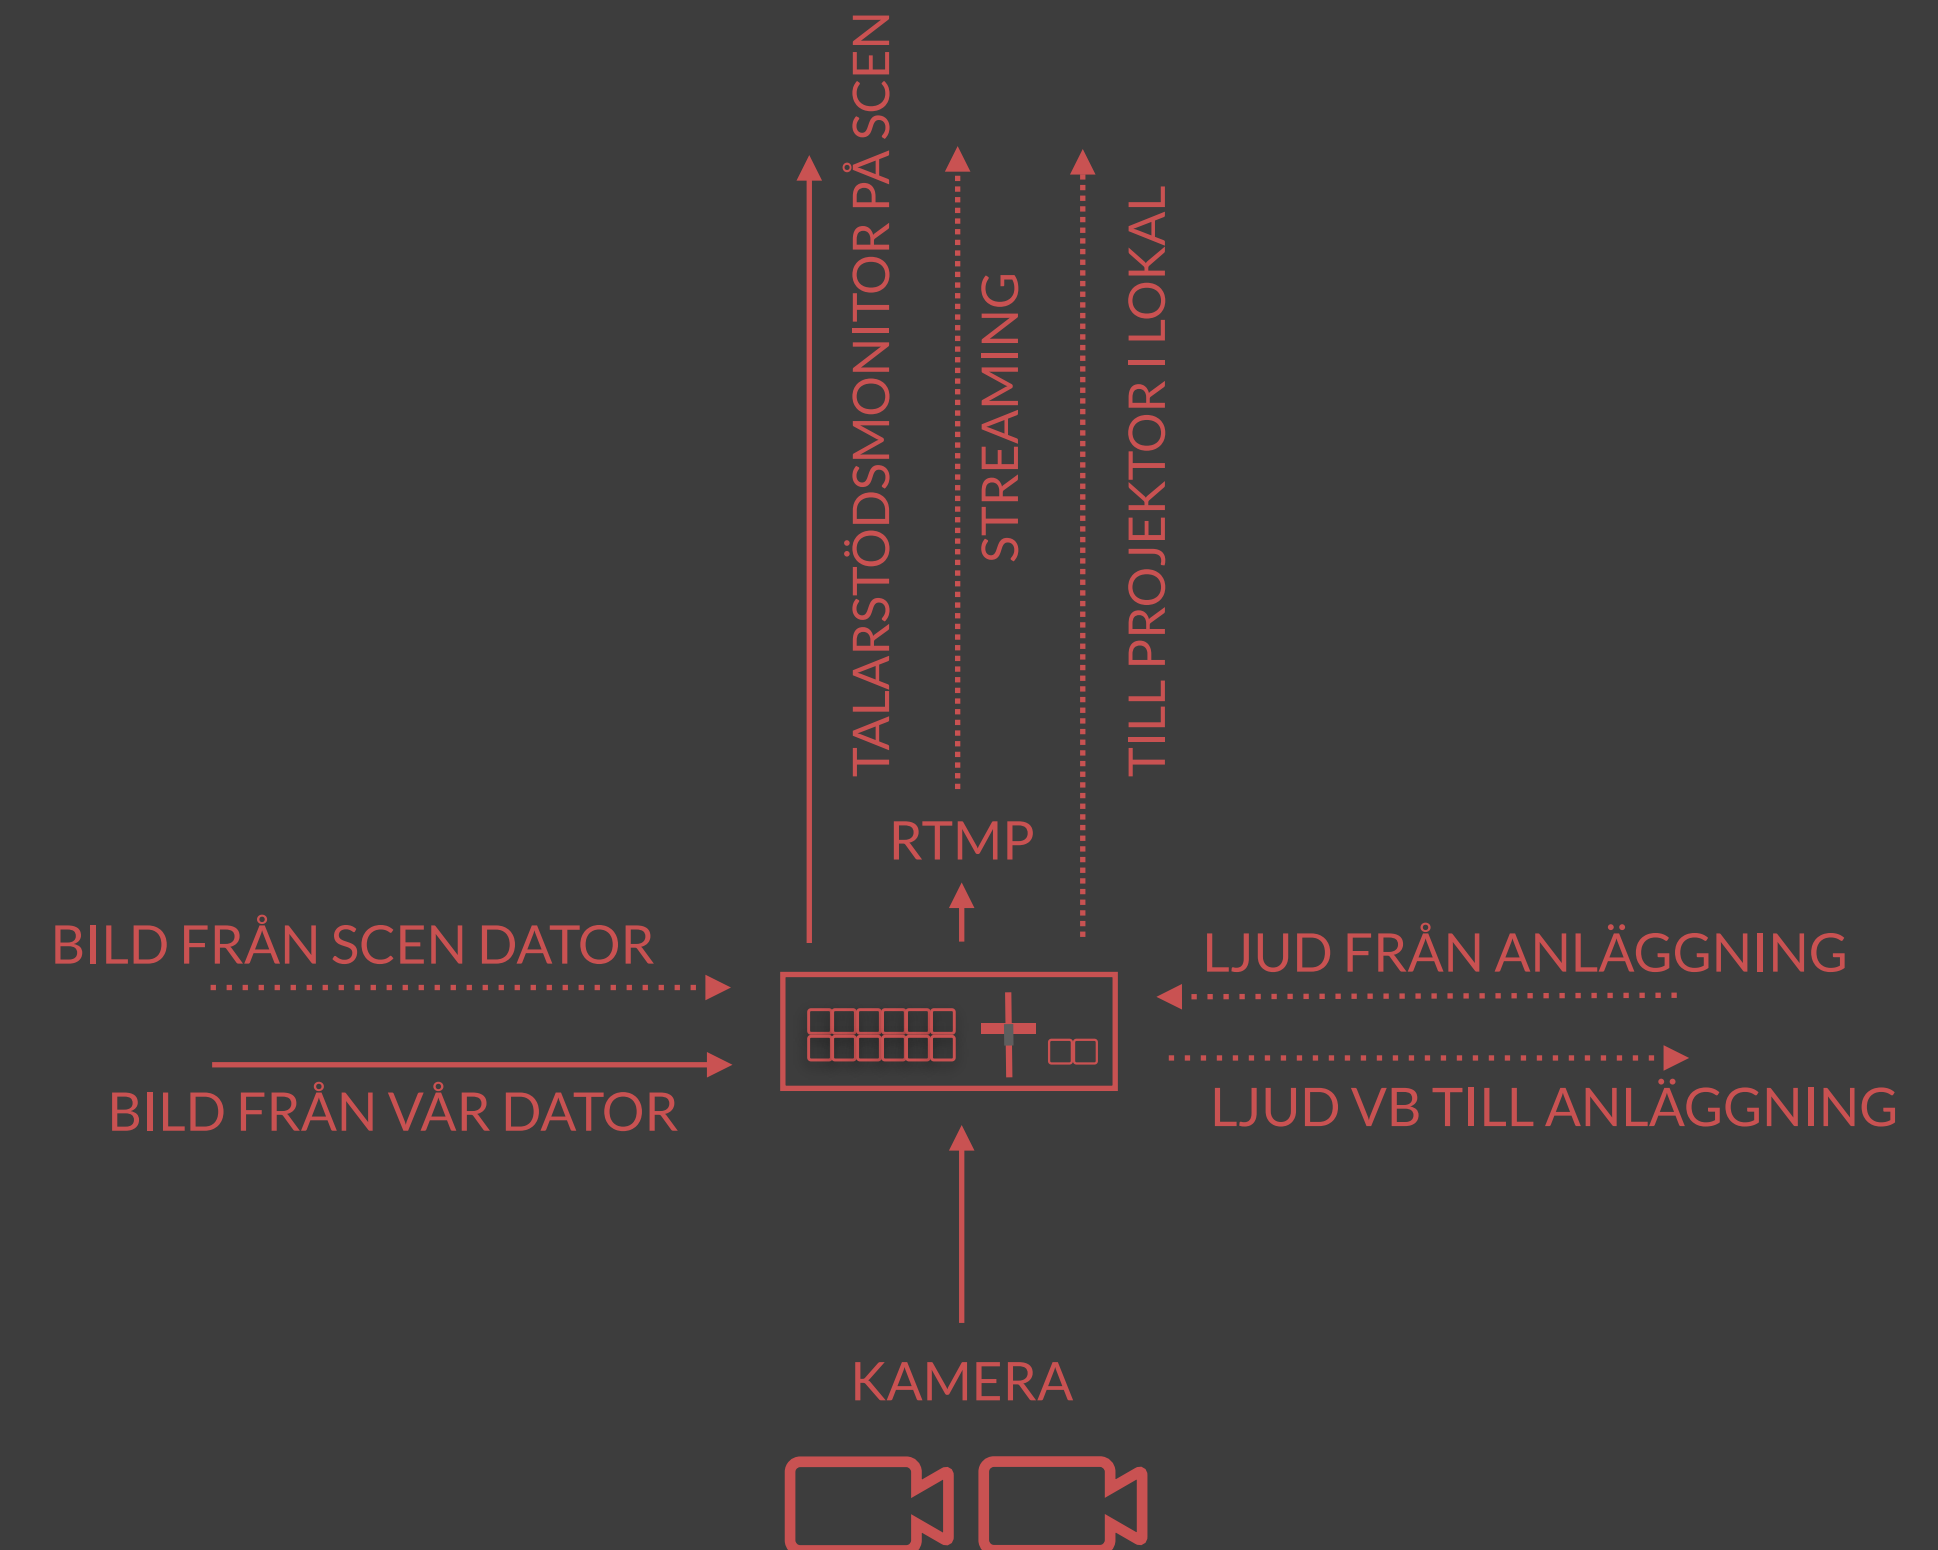 TALARSTÖDSMONITOR PÅ SCEN
STREAMING
TILL PROJEKTOR I LOKAL
RTMP
BILD FRÅN SCEN DATOR
LJUD FRÅN ANLÄGGNING
BILD FRÅN VÅR DATOR
LJUD VB TILL ANLÄGGNING
KAMERA